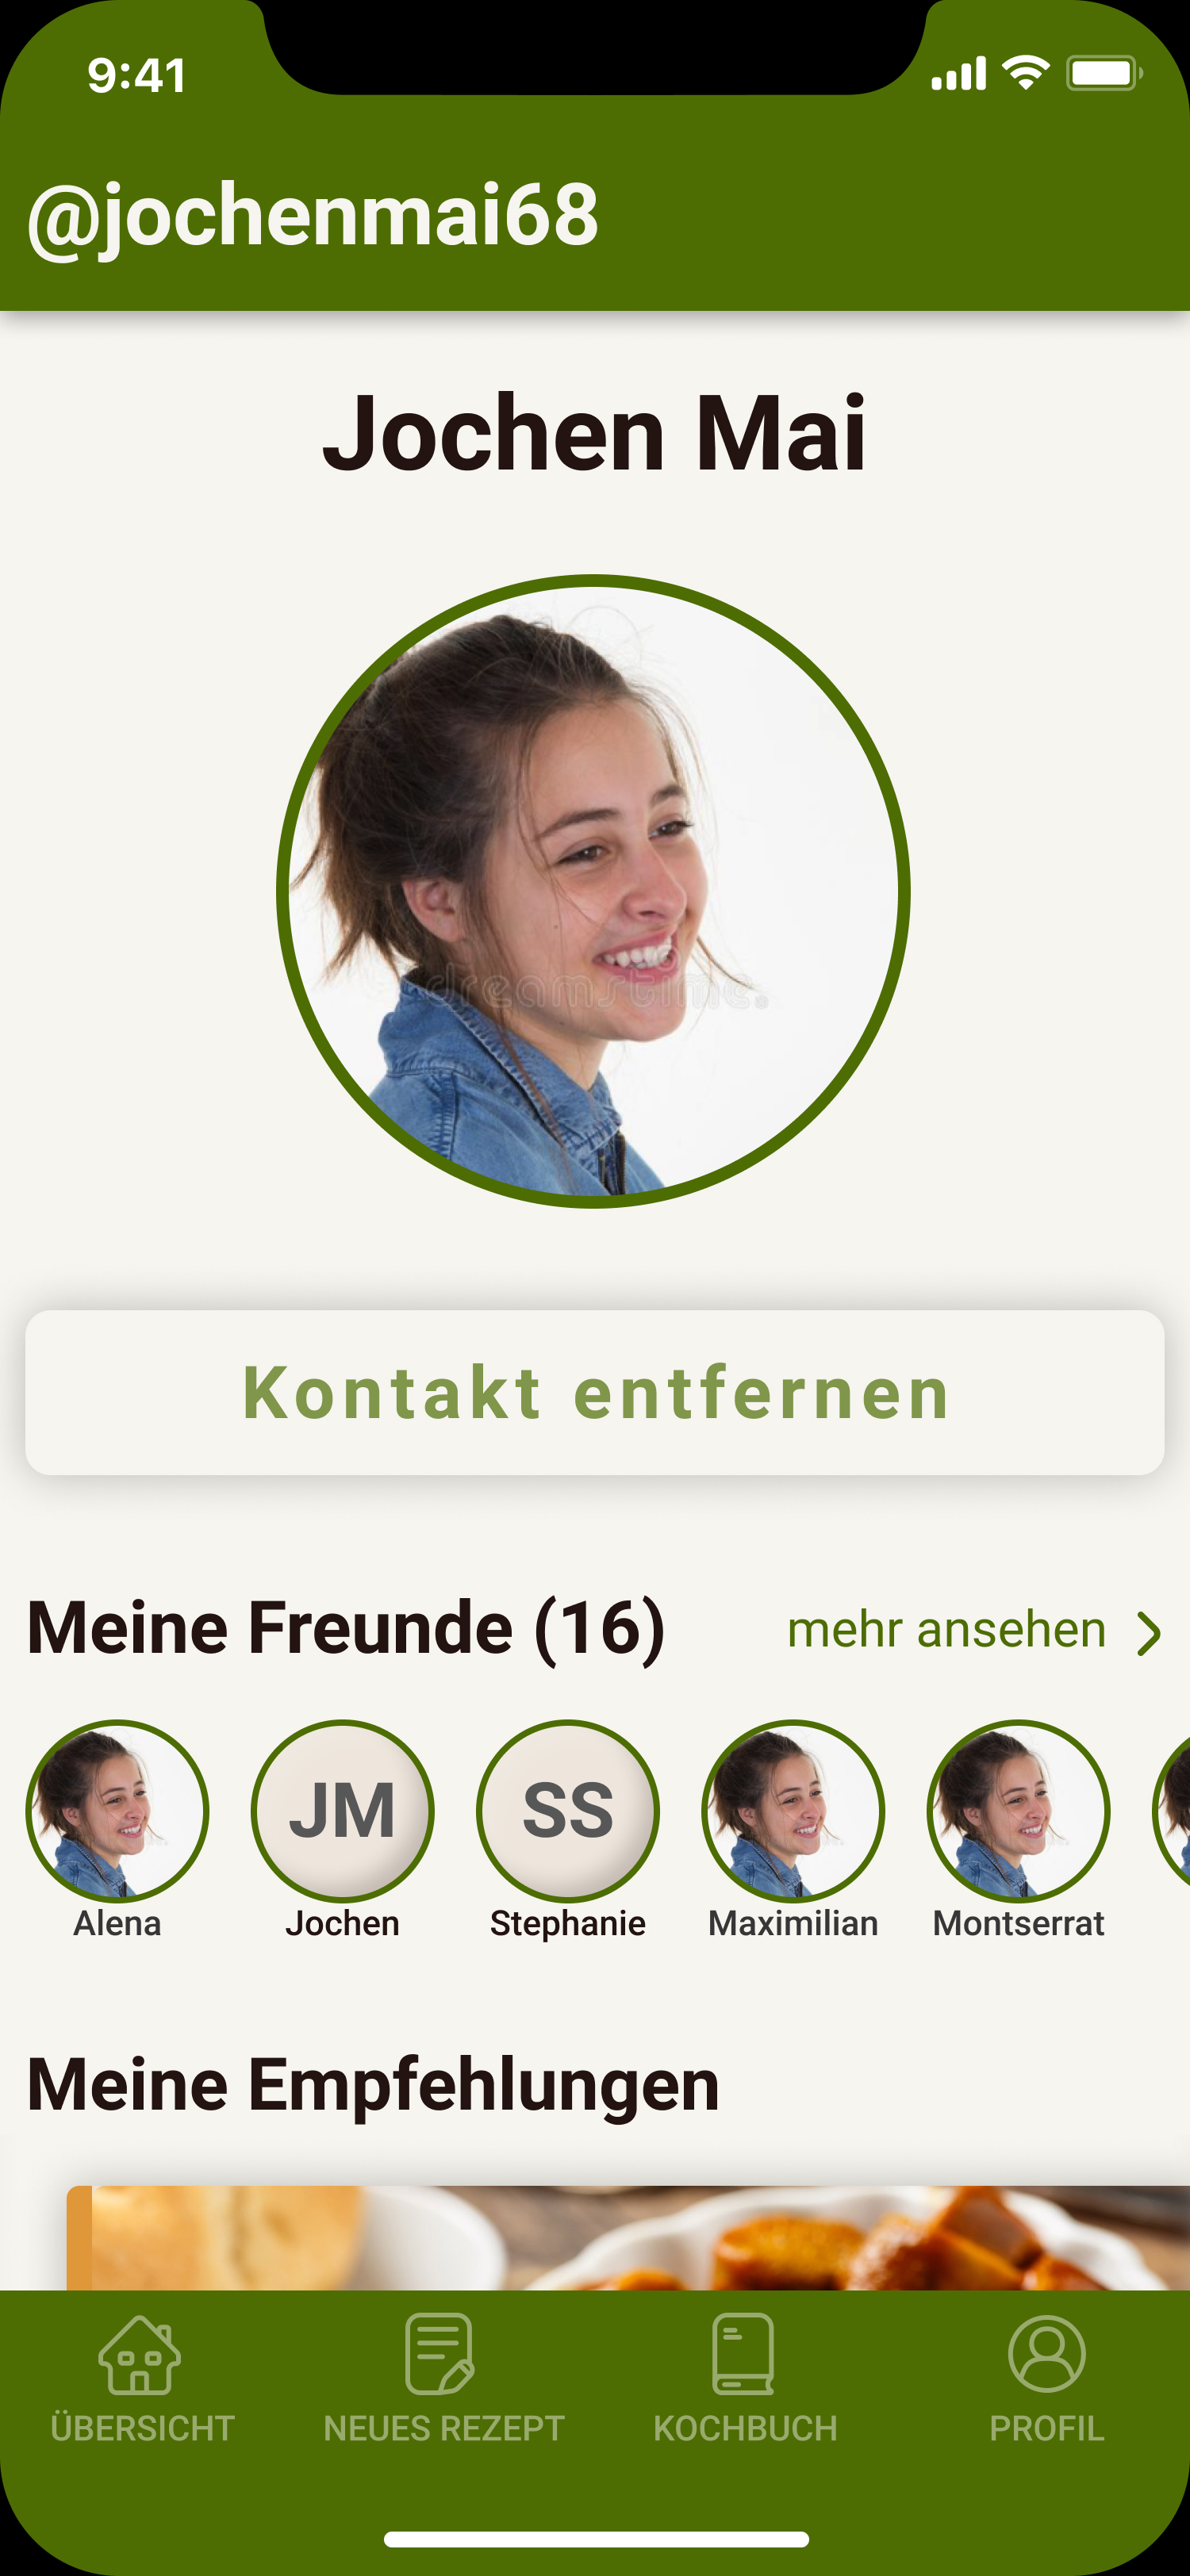 9:41
@jochenmai68
Jochen Mai
dreamstime.
Kontakt entfernen
Meine Freunde (16)
mehr ansehen
JM
SS
Alena
Jochen
Stephanie
Maximilian
Montserrat
Meine Empfehlungen
ÜBERSICHT
NEUES REZEPT
KOCHBUCH
PROFIL